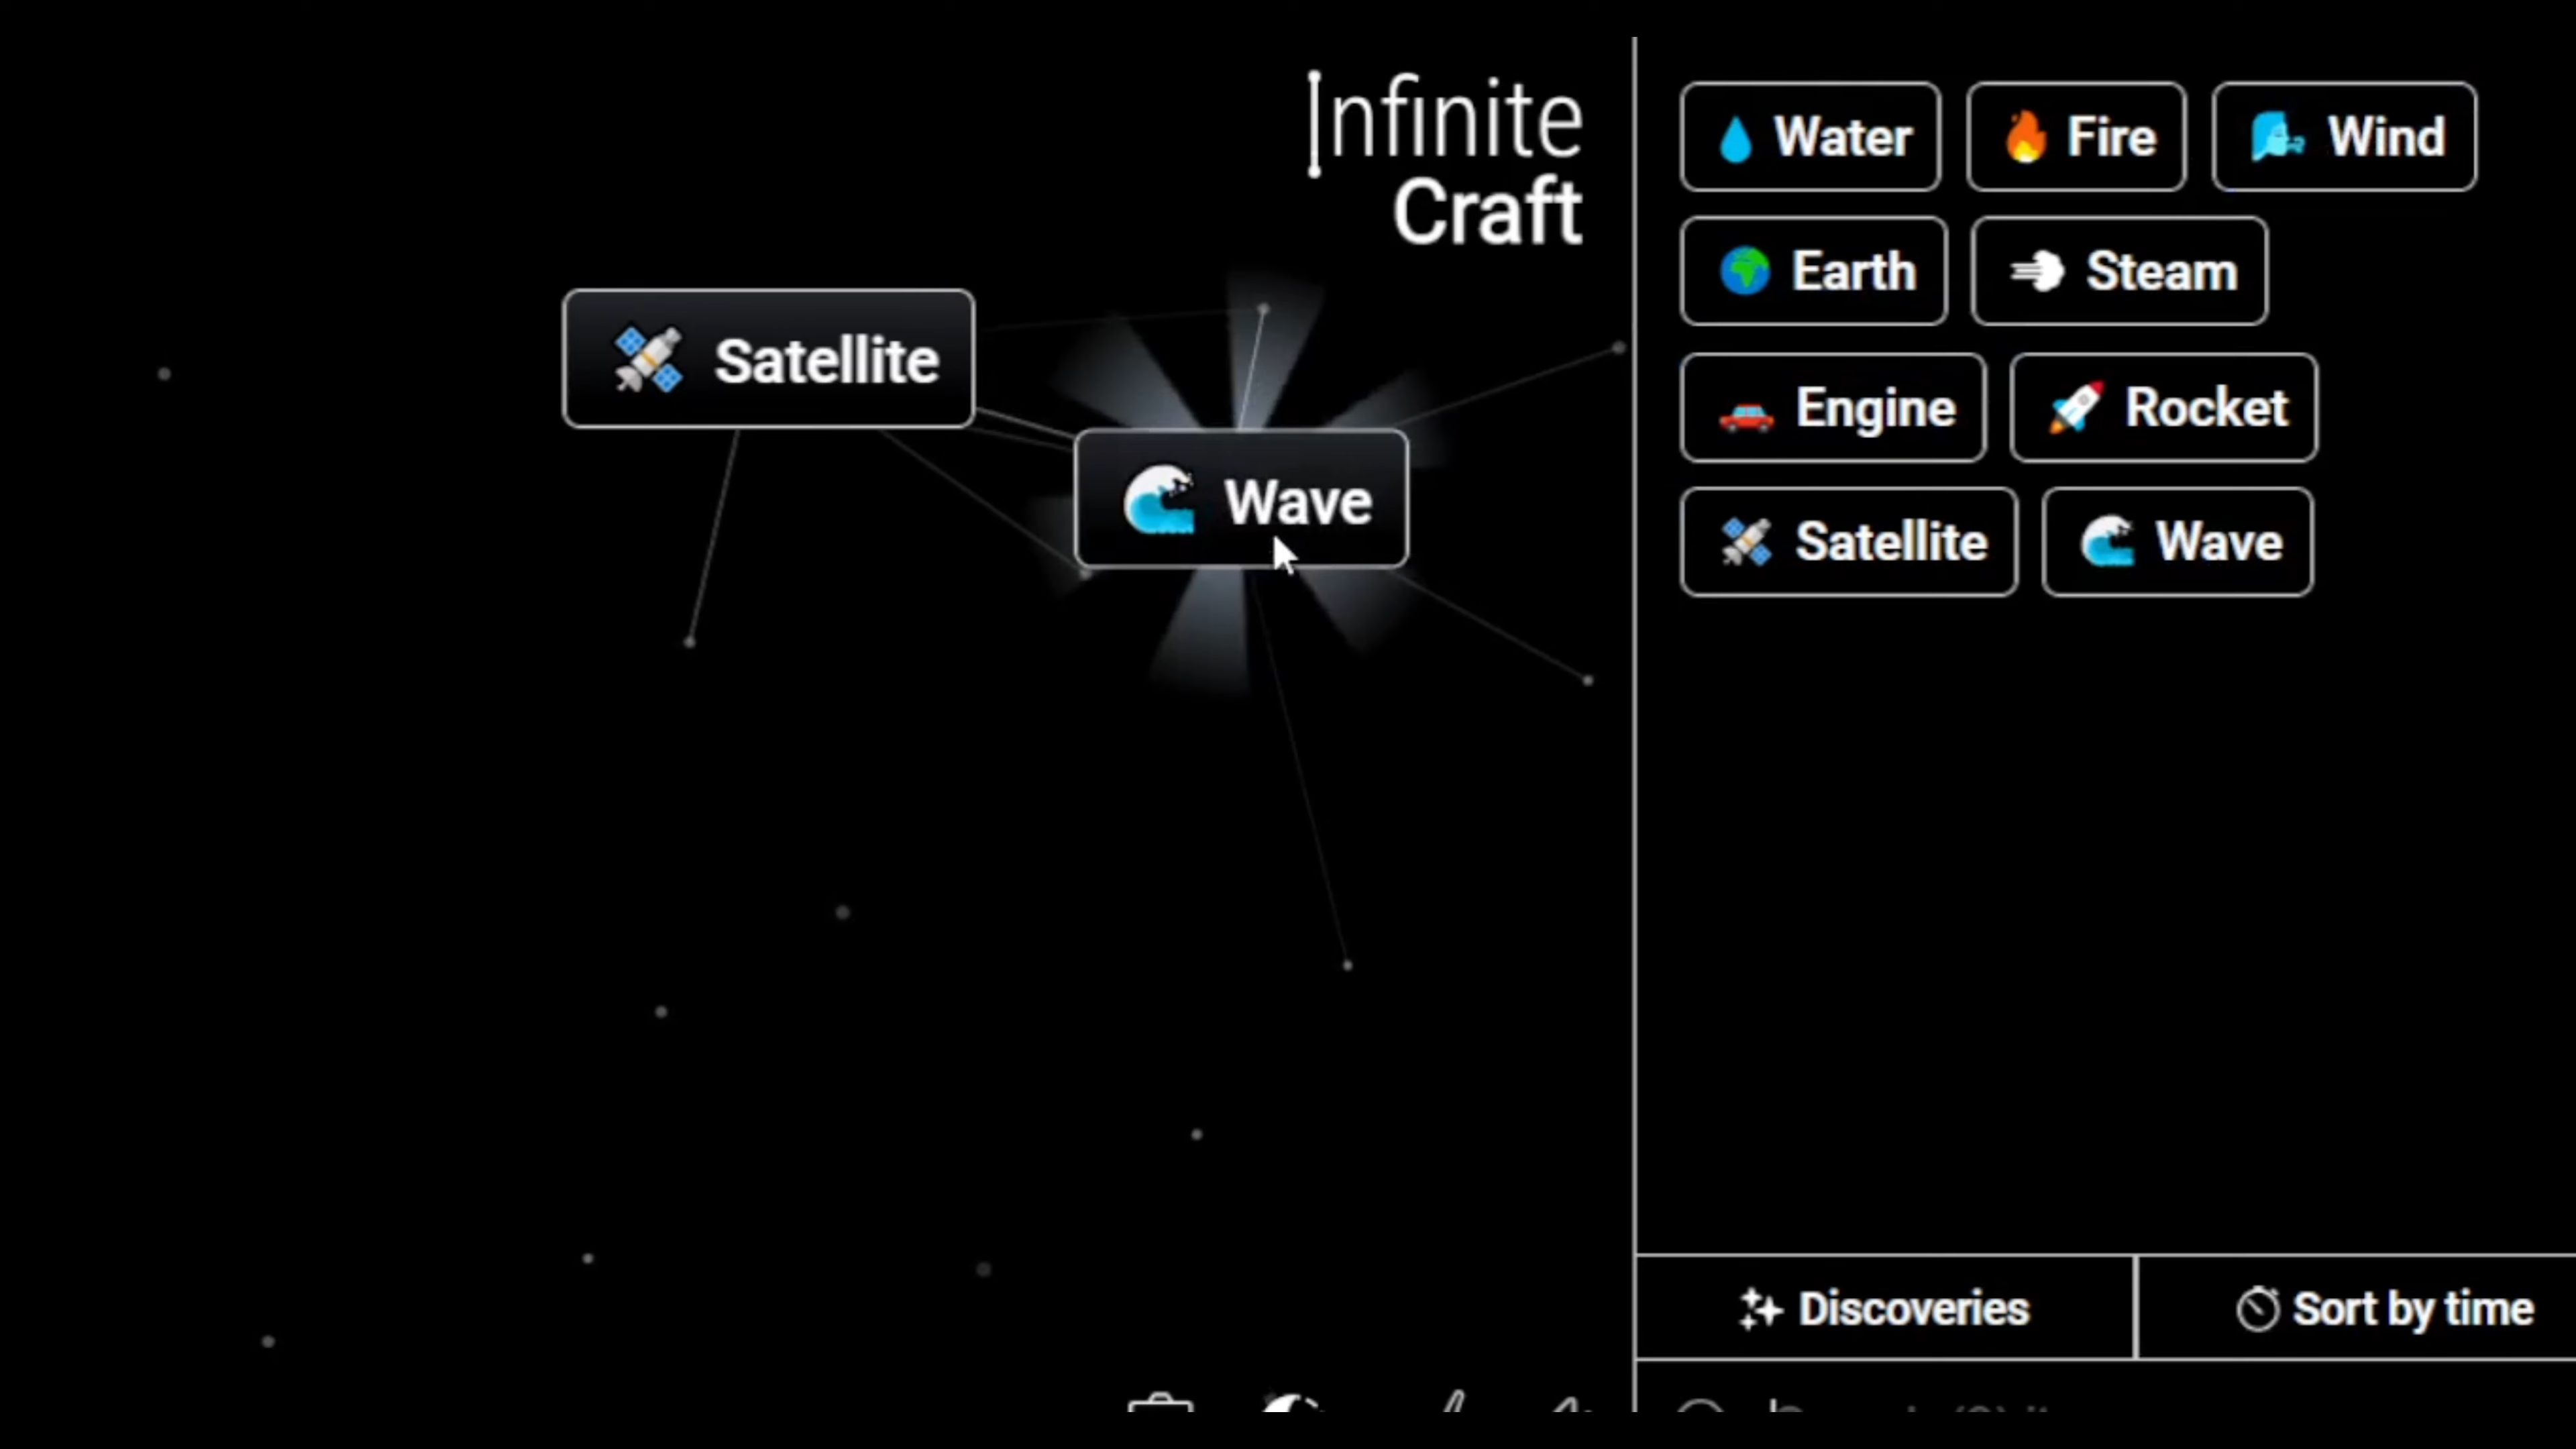 Infinite
Craft
Satellite
Wave
Water Fire Wind
Earth Steam
Engine Rocket
Satellite Wave
Discoveries Sort by time